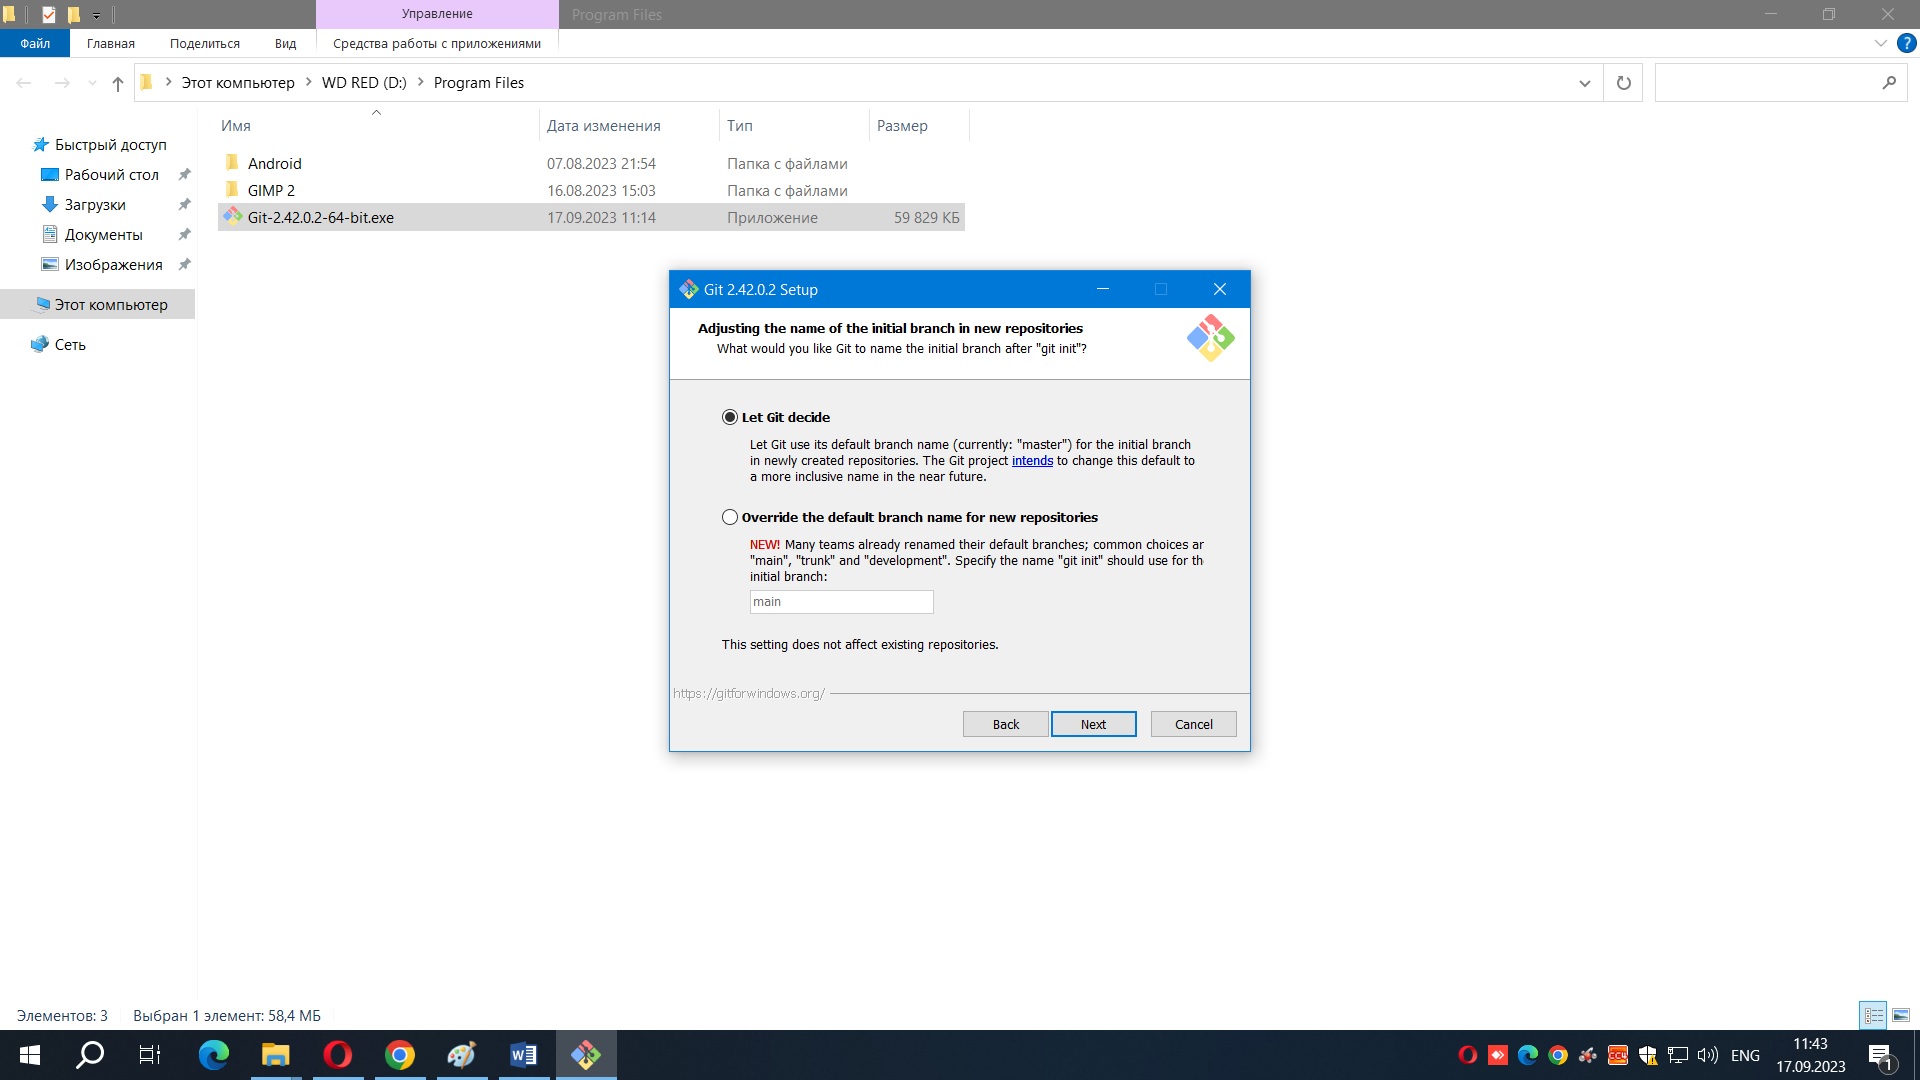 Управление
Program Files
Файл
Главная
Поделиться
Вид
Средства работы с приложениями
Этот компьютер
WD RED (D:)
Program Files
Имя
Дата изменения
Тип
Размер
Быстрый доступ
Рабочий стол
Загрузки
Документы
Изображения
Этот компьютер
Сеть
Android 07.08.2023 21:54 Папка с файлами
GIMP 2 16.08.2023 15:03 Папка с файлами
Git-2.42.0.2-64-bit.exe 17.09.2023 11:14 Приложение 59 829 КБ
Git 2.42.0.2 Setup
Adjusting the name of the initial branch in new repositories
What would you like Git to name the initial branch after "git init"?
Let Git decide
Let Git use its default branch name (currently: "master") for the initial branch
in newly created repositories. The Git project intends to change this default to
a more inclusive name in the near future.
Override the default branch name for new repositories
NEW! Many teams already renamed their default branches; common choices ar
"main", "trunk" and "development". Specify the name "git init" should use for th
initial branch:
main
This setting does not affect existing repositories.
https://gitforwindows.org/
Back
Next
Cancel
Элементов: 3
Выбран 1 элемент: 58,4 МБ
ENG
11:43
17.09.2023
1